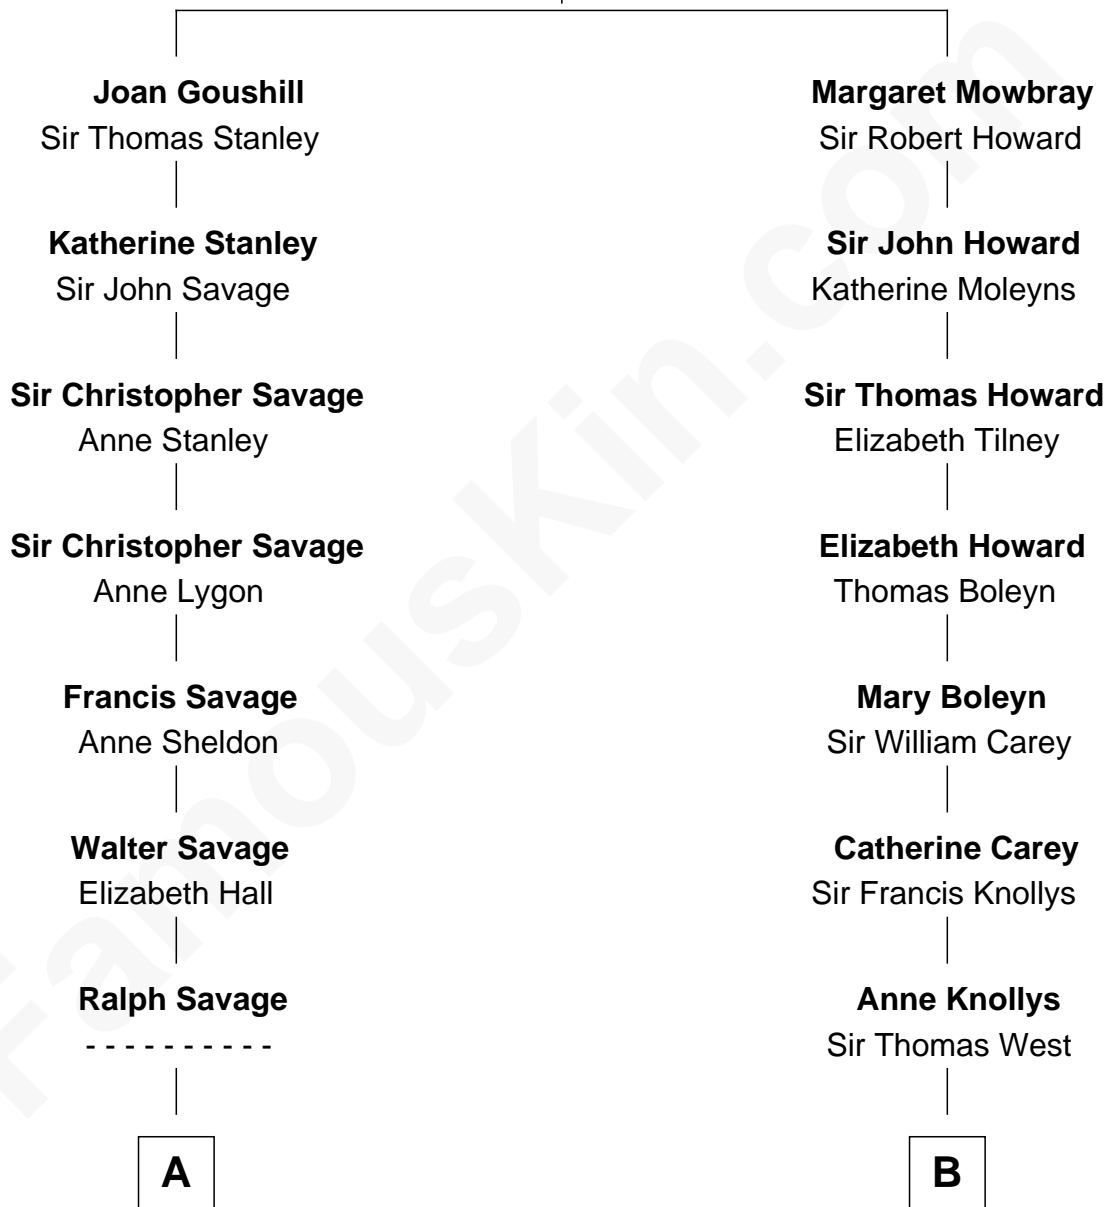 Joan Goushill
Sir Thomas Stanley
Katherine Stanley
Sir John Savage
Sir Christopher Savage
Anne Stanley
Sir Christopher Savage
Anne Lygon
Francis Savage
Anne Sheldon
Walter Savage
Elizabeth Hall
Ralph Savage
- - - - - - - - - -
A
Margaret Mowbray
Sir Robert Howard
Sir John Howard
Katherine Moleyns
Sir Thomas Howard
Elizabeth Tilney
Elizabeth Howard
Thomas Boleyn
Mary Boleyn
Sir William Carey
Catherine Carey
Sir Francis Knollys
Anne Knollys
Sir Thomas West
B
FamousKin.com